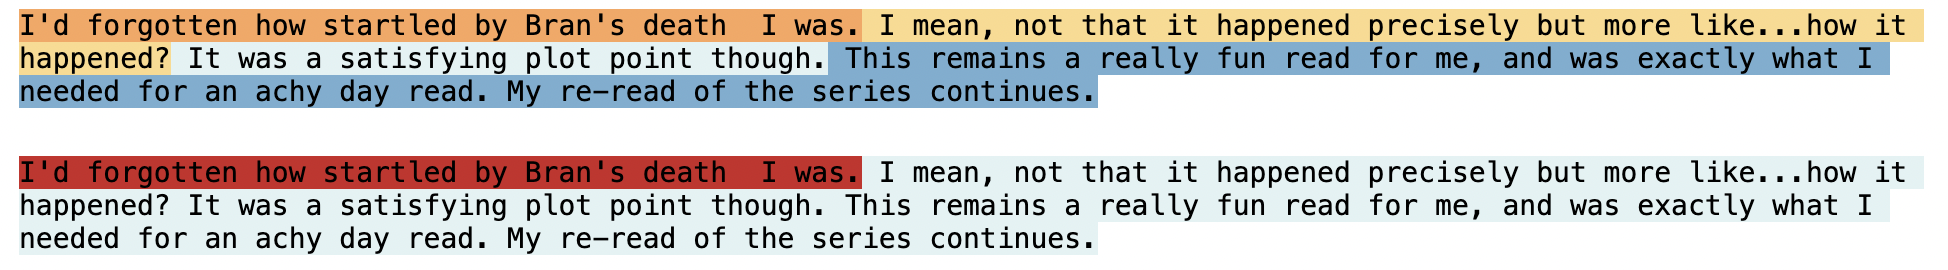 I'd forgotten how startled by Bran's death  I was. I mean, not that it happened precisely but more like...how it
happened? It was a satisfying plot point though. This remains a really fun read for me, and was exactly what I
needed for an achy day read. My re-read of the series continues.
I'd forgotten how startled by Bran's death  I was. I mean, not that it happened precisely but more like...how it
happened? It was a satisfying plot point though. This remains a really fun read for me, and was exactly what I
needed for an achy day read. My re-read of the series continues.